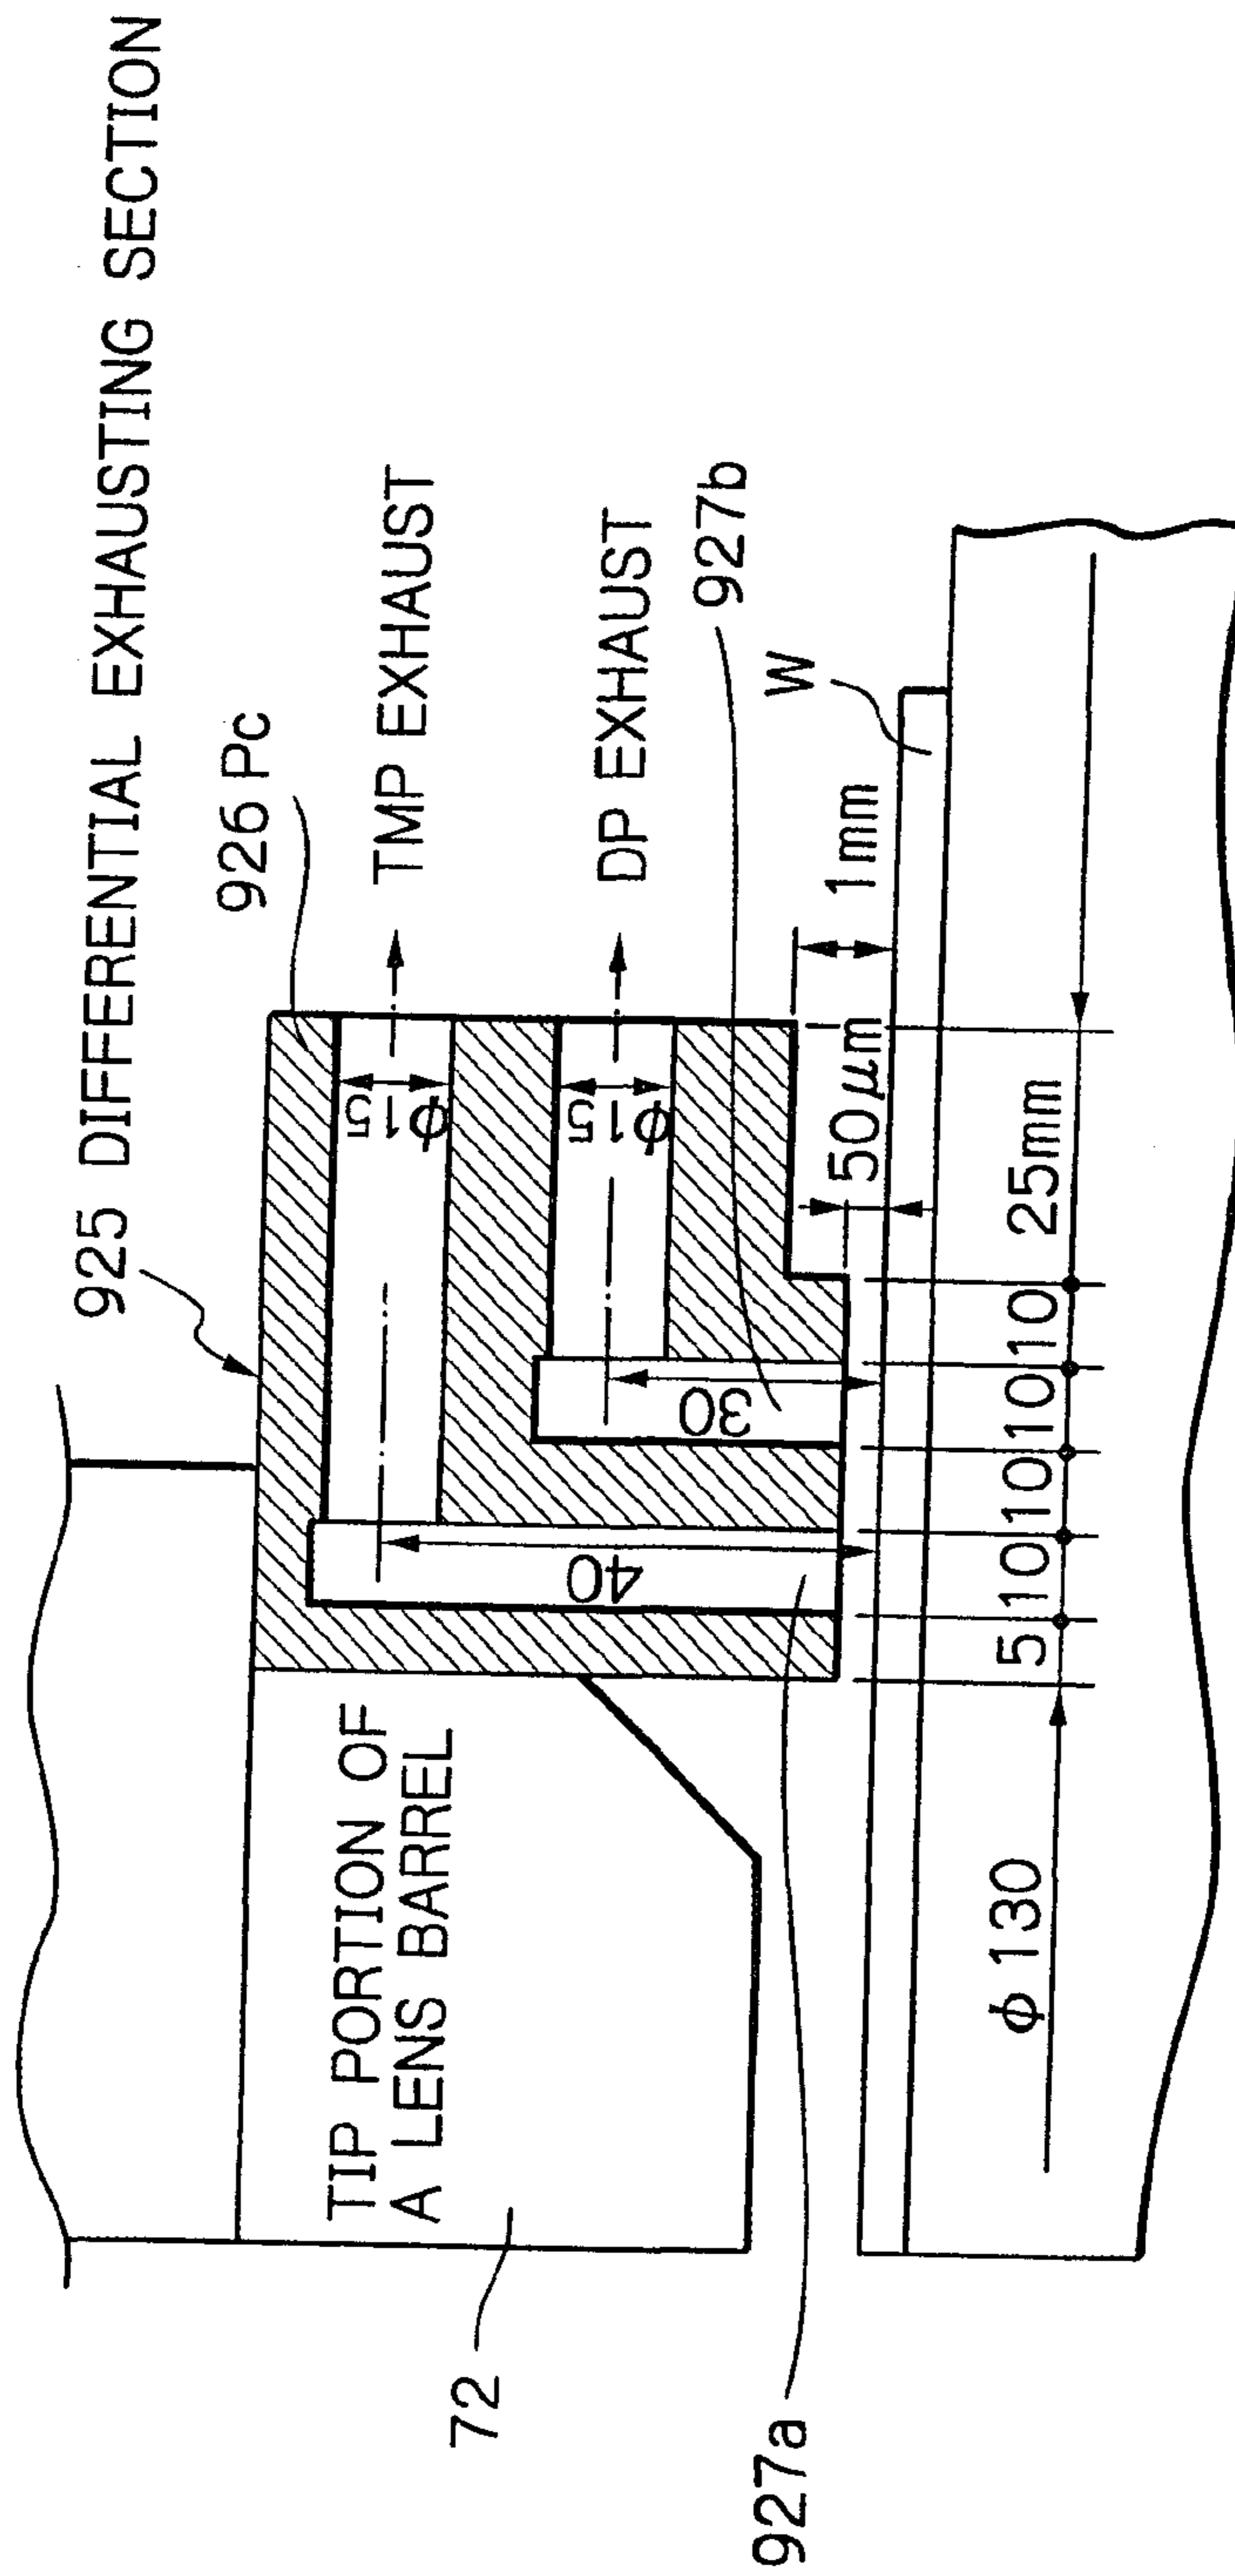 925 DIFFERENTIAL EXHAUSTING SECTION
926 Pc
TMP EXHAUST
φ15
DP EXHAUST
φ15
927b
TIP PORTION OF
A LENS BARREL
72
40
30
W
1mm
50μm
927a
φ130
5
10
10
10
10
25mm